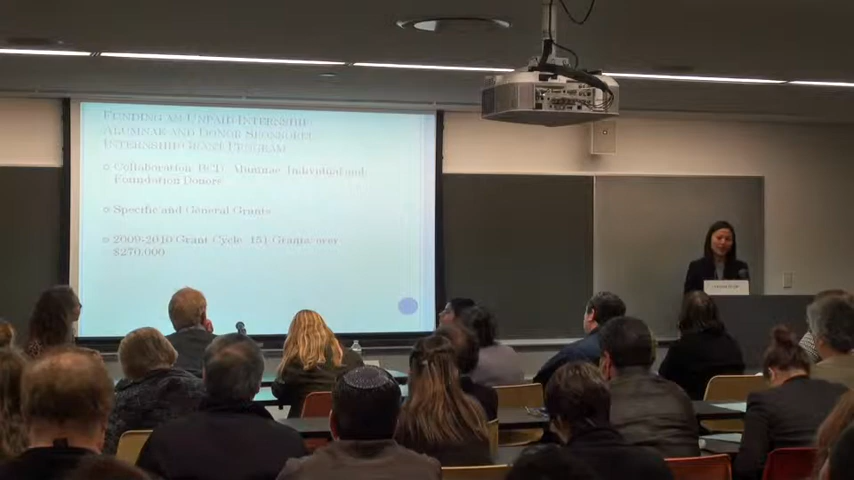 Funding an Unpaid Internship
Alumnae and Donor Sponsored
Internship Grant Program
Collaboration: BCD, Alumnae, Individual and
Foundation Donors
Specific and General Grants
2009-2010 Grant Cycle: 151 Grants; over
$270,000